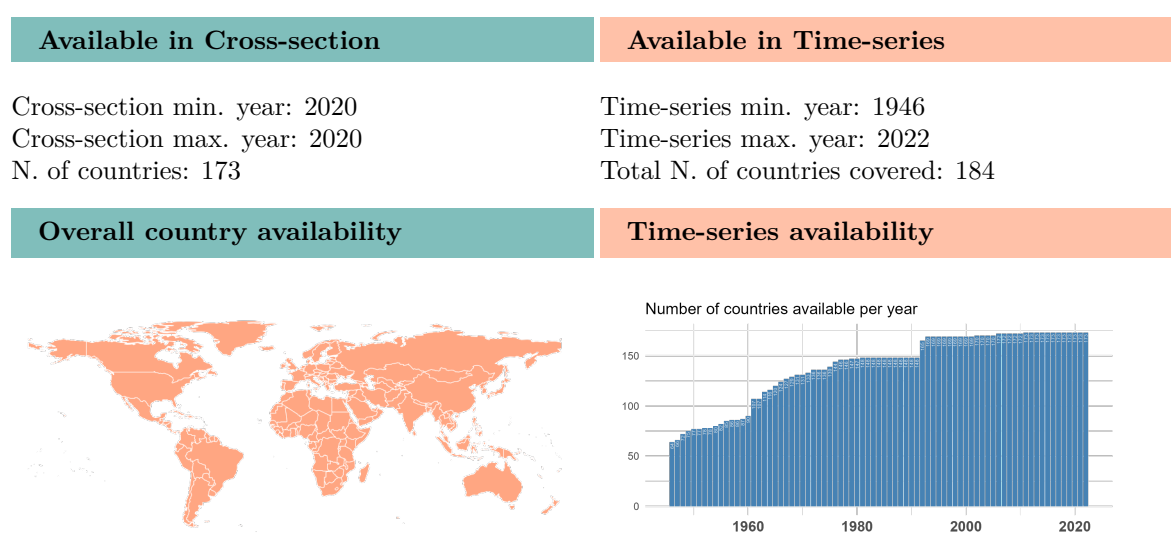 Available in Cross-section
Available in Time-series
Cross-section min. year: 2020
Cross-section max. year: 2020
N. of countries: 173
Time-series min. year: 1946
Time-series max. year: 2022
Total N. of countries covered: 184
Overall country availability
Time-series availability
Number of countries available per year
150
100
50
0
1960 1980 2000 2020